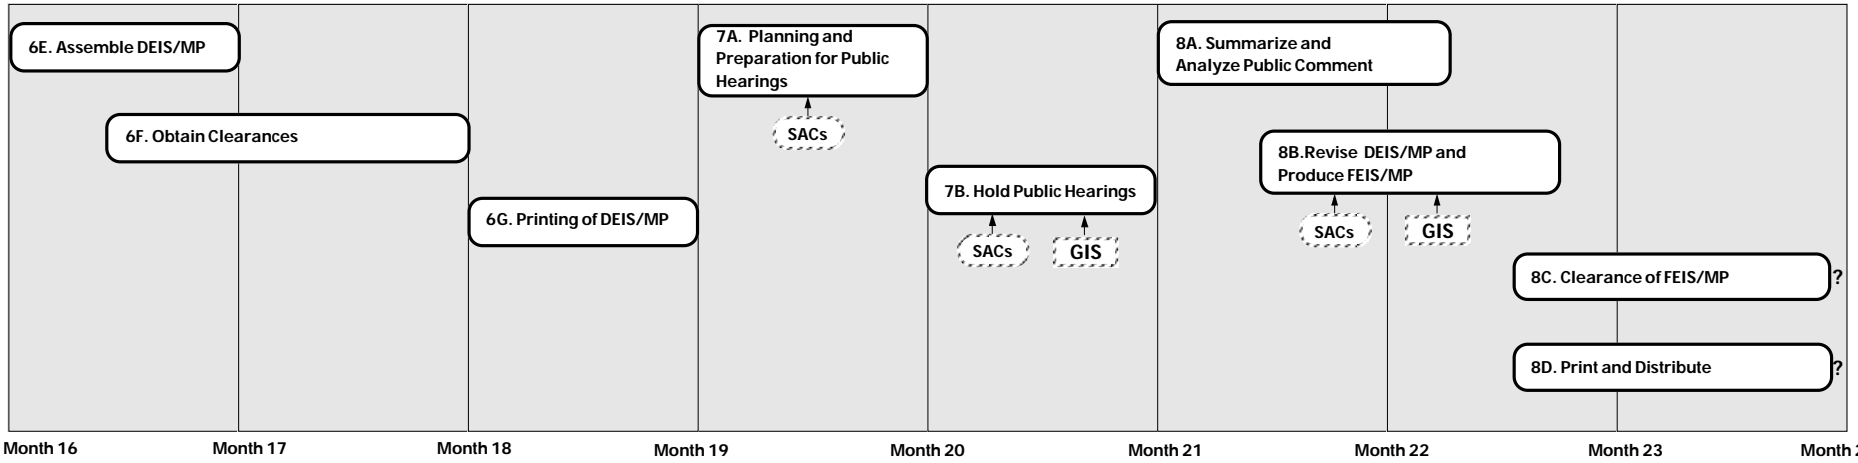 6E. Assemble DEIS/MP
6F. Obtain Clearances
6G. Printing of DEIS/MP
7A. Planning and
Preparation for Public
Hearings
SACs
7B. Hold Public Hearings
SACs
GIS
8A. Summarize and
Analyze Public Comment
8B.Revise DEIS/MP and
Produce FEIS/MP
SACs
GIS
8C. Clearance of FEIS/MP
?
8D. Print and Distribute
?
Month 16
Month 17
Month 18
Month 19
Month 20
Month 21
Month 22
Month 23
Month